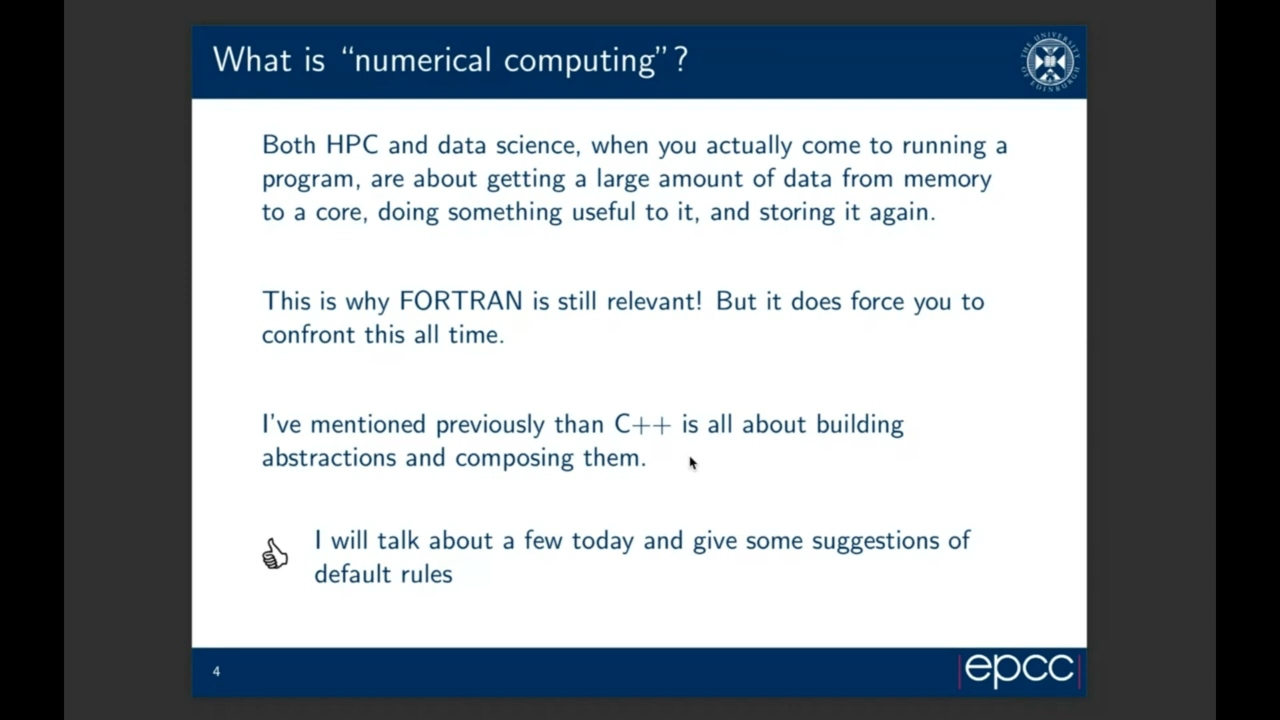 What is “numerical computing”?
THE UNIVERSITY OF EDINBURGH
Both HPC and data science, when you actually come to running a
program, are about getting a large amount of data from memory
to a core, doing something useful to it, and storing it again.
This is why FORTRAN is still relevant! But it does force you to
confront this all time.
I've mentioned previously than C++ is all about building
abstractions and composing them.
I will talk about a few today and give some suggestions of
default rules
4
epcc